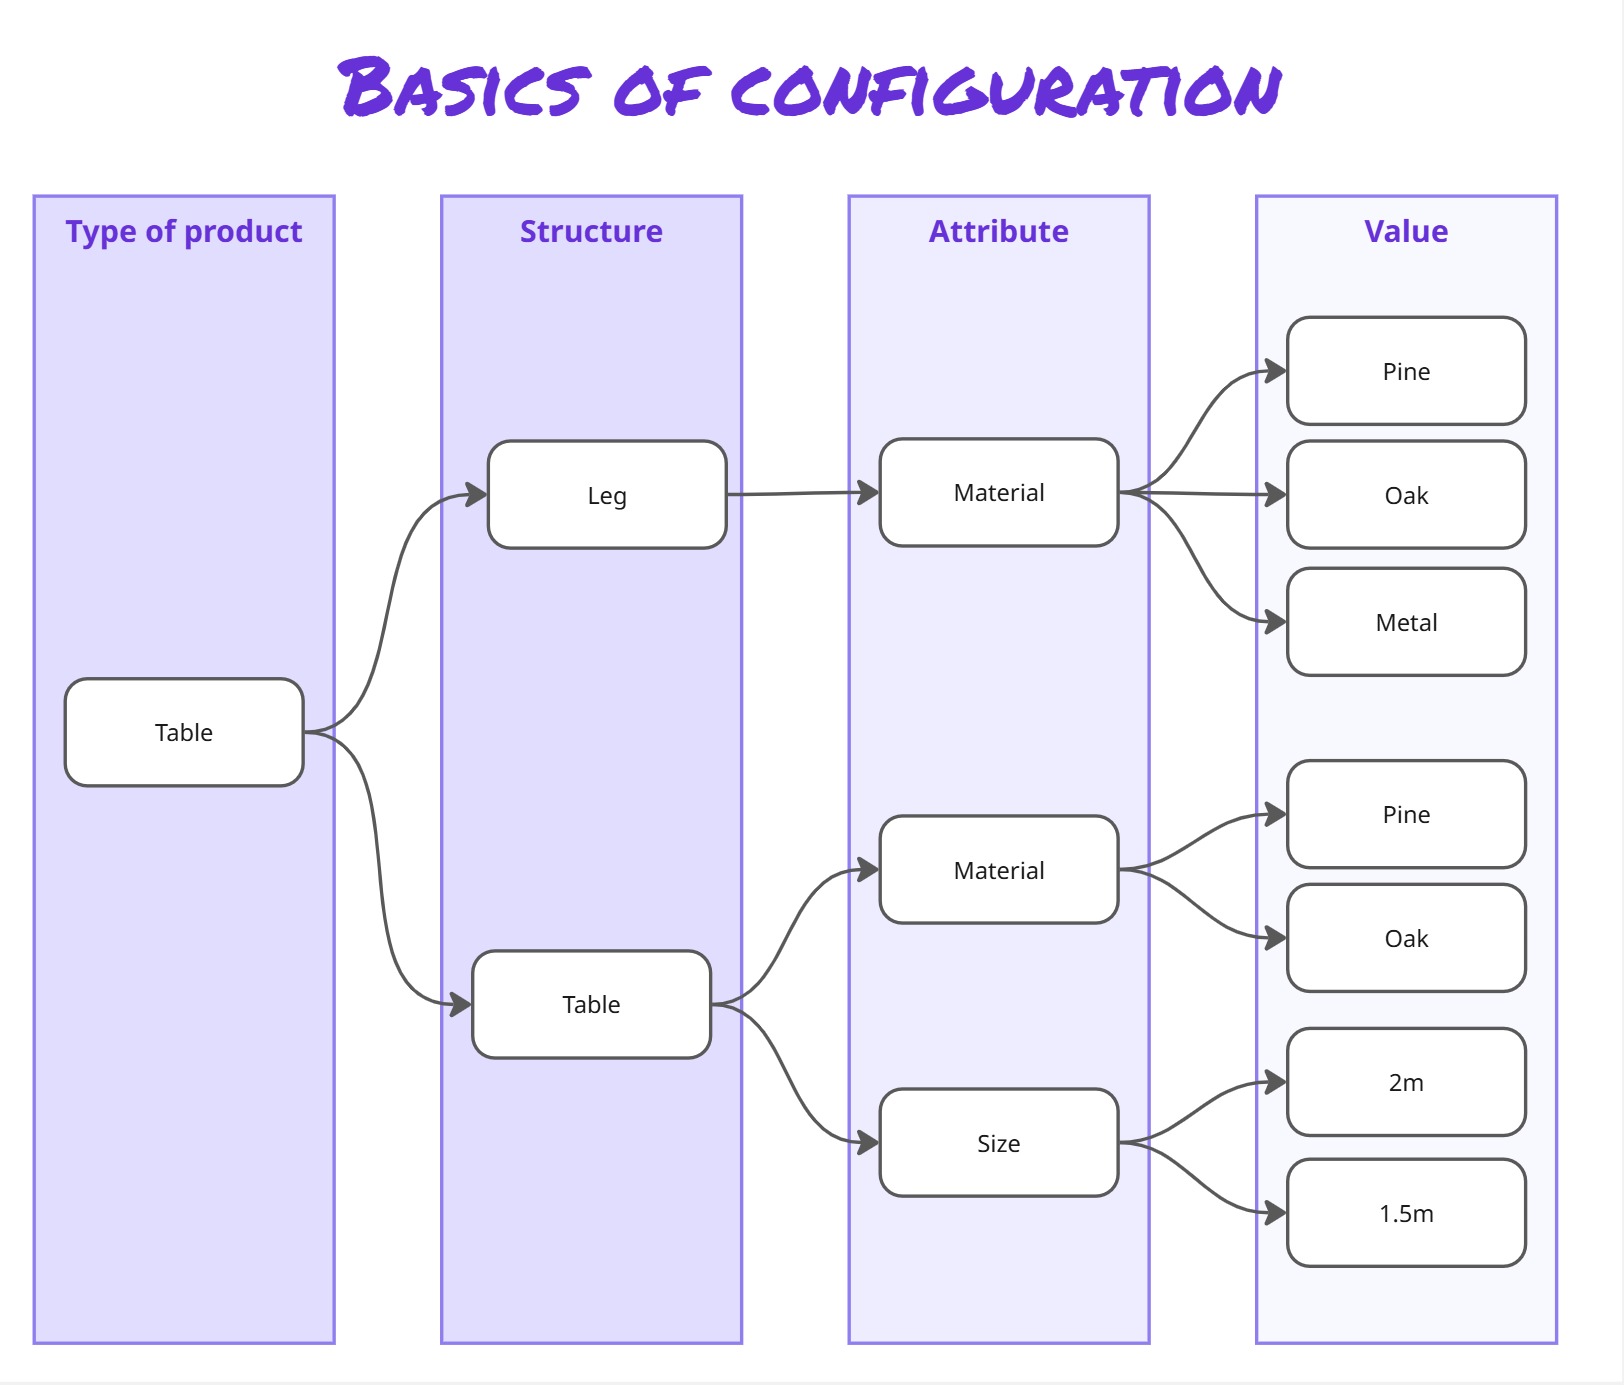 Basics of configuration
Type of product
Structure
Attribute
Value
Table
Leg
Table
Material
Material
Size
Pine
Oak
Metal
Pine
Oak
2m
1.5m